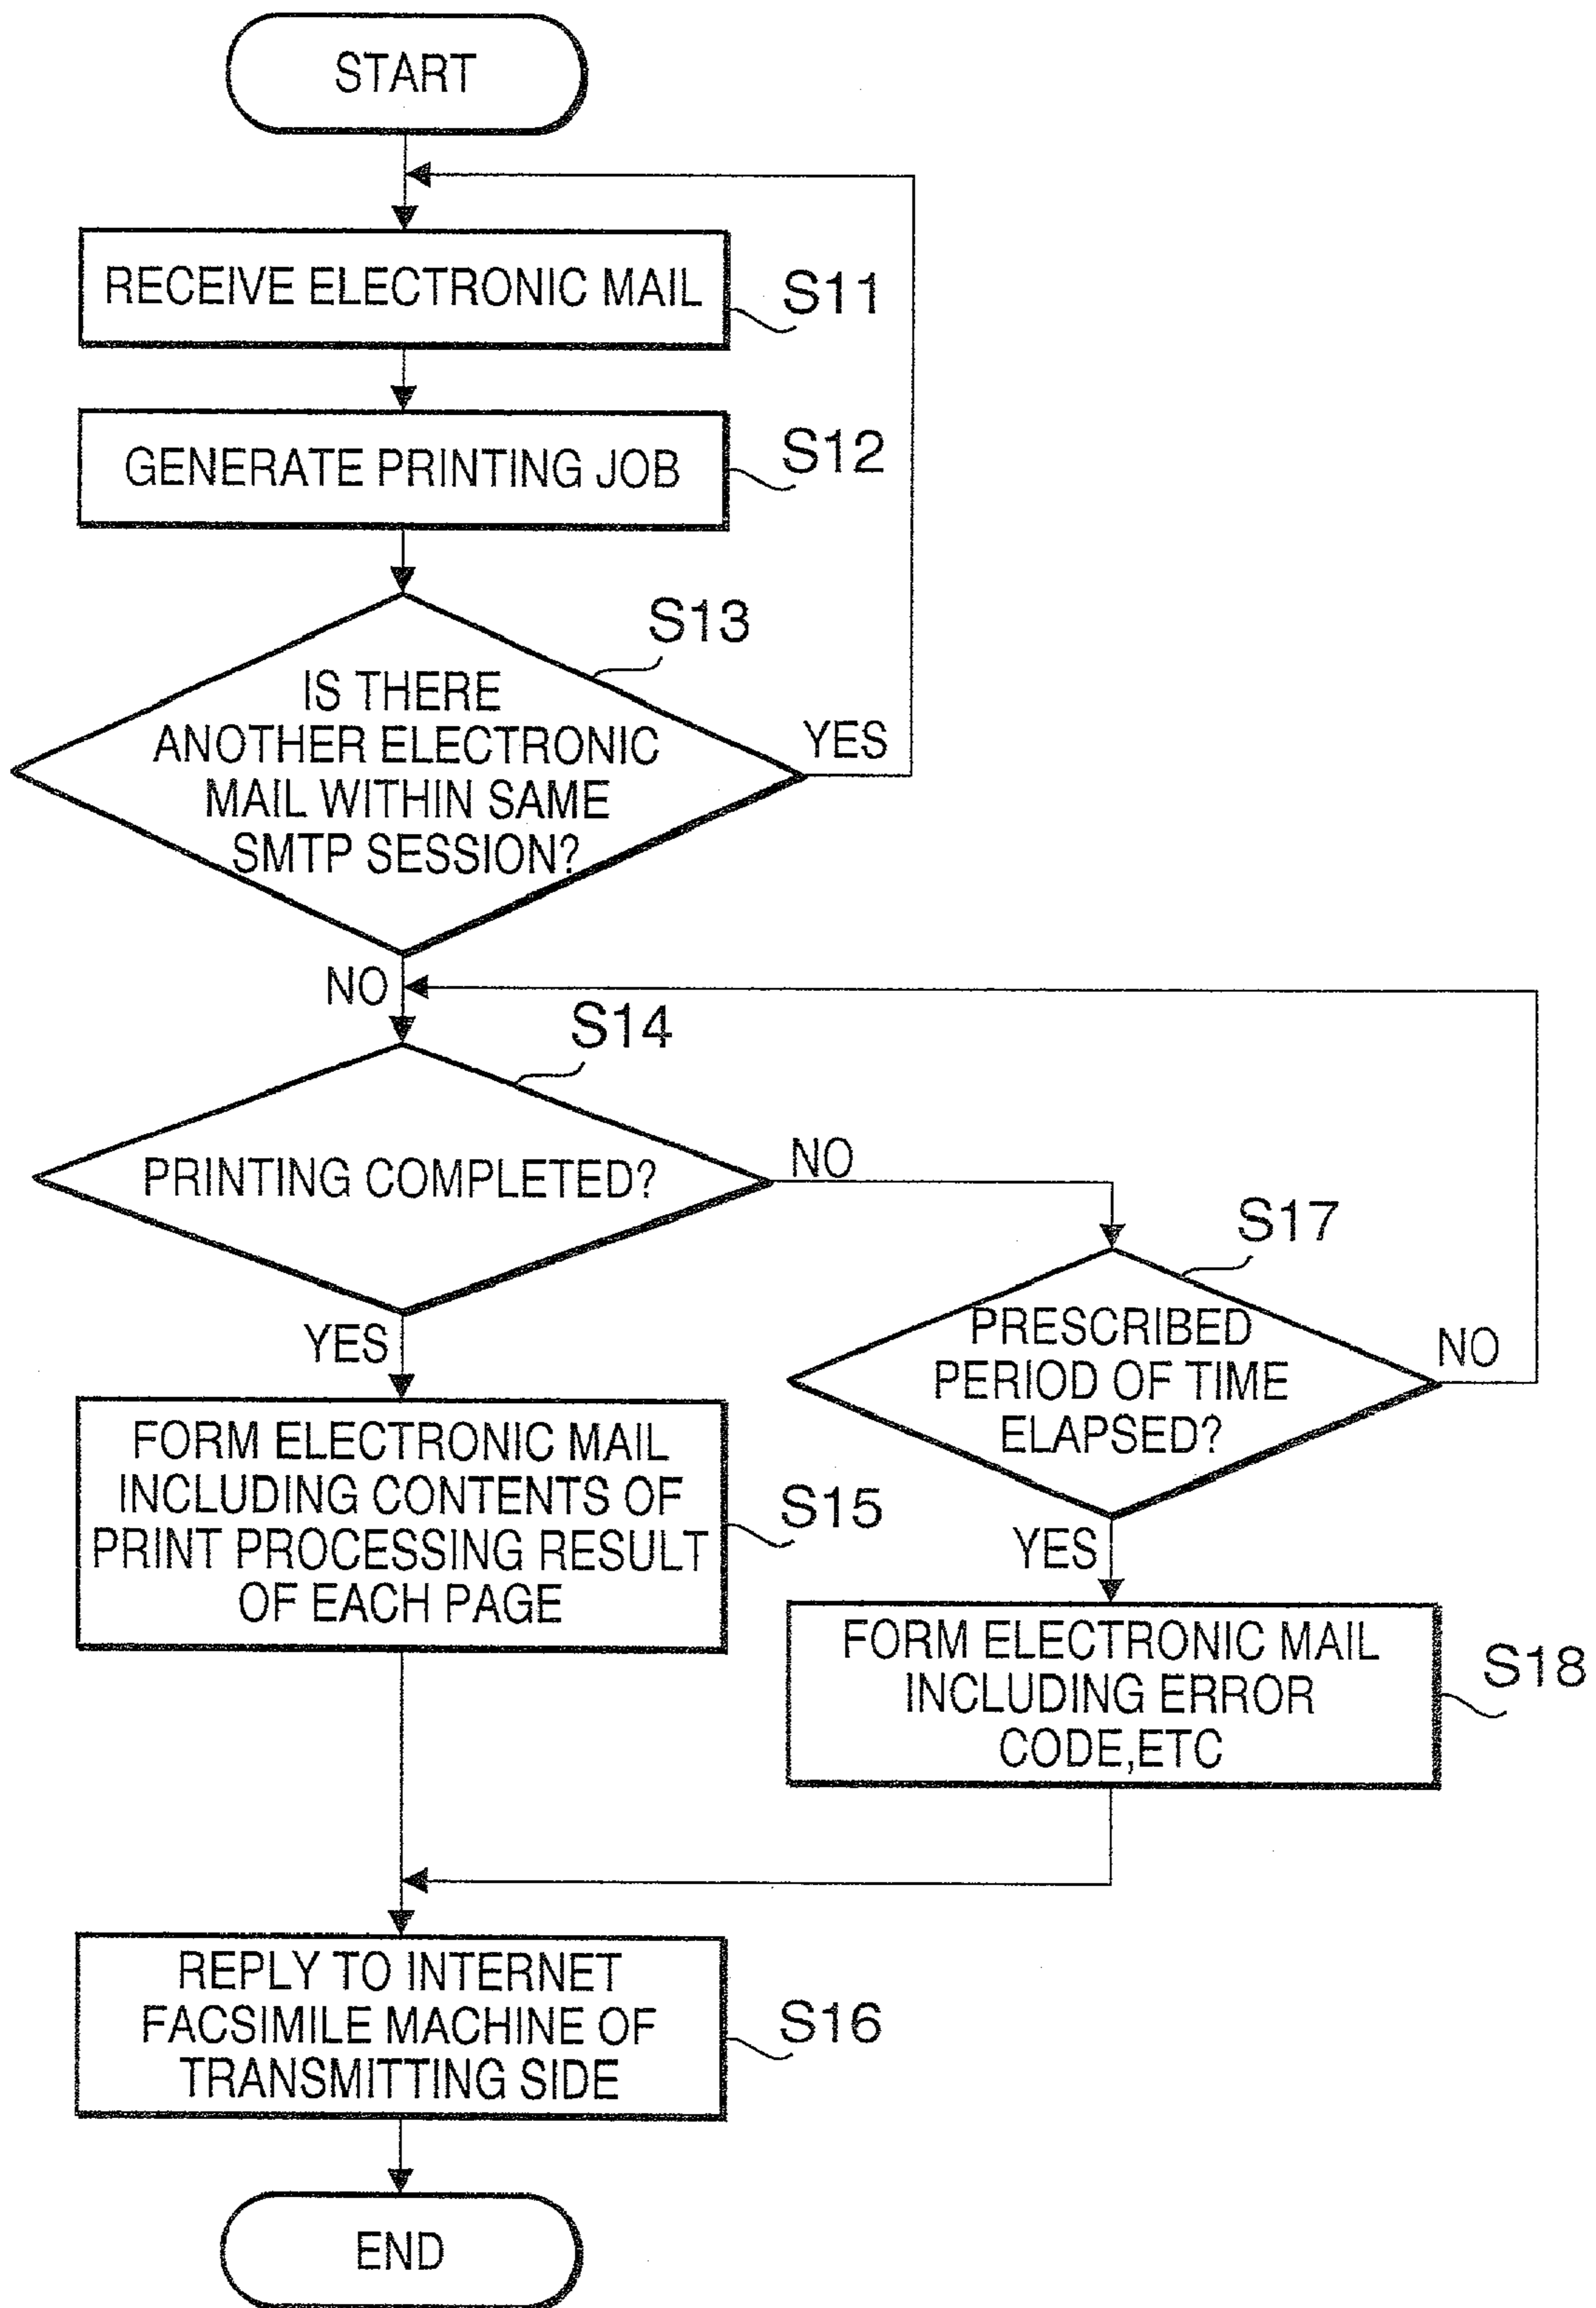 START
RECEIVE ELECTRONIC MAIL
S11
GENERATE PRINTING JOB
S12
S13
IS THERE
ANOTHER ELECTRONIC
MAIL WITHIN SAME
SMTP SESSION?
YES
NO
S14
PRINTING COMPLETED?
NO
S17
PRESCRIBED
PERIOD OF TIME
ELAPSED?
NO
YES
FORM ELECTRONIC MAIL
INCLUDING CONTENTS OF
PRINT PROCESSING RESULT
OF EACH PAGE
S15
YES
FORM ELECTRONIC MAIL
INCLUDING ERROR
CODE,ETC
S18
REPLY TO INTERNET
FACSIMILE MACHINE OF
TRANSMITTING SIDE
S16
END